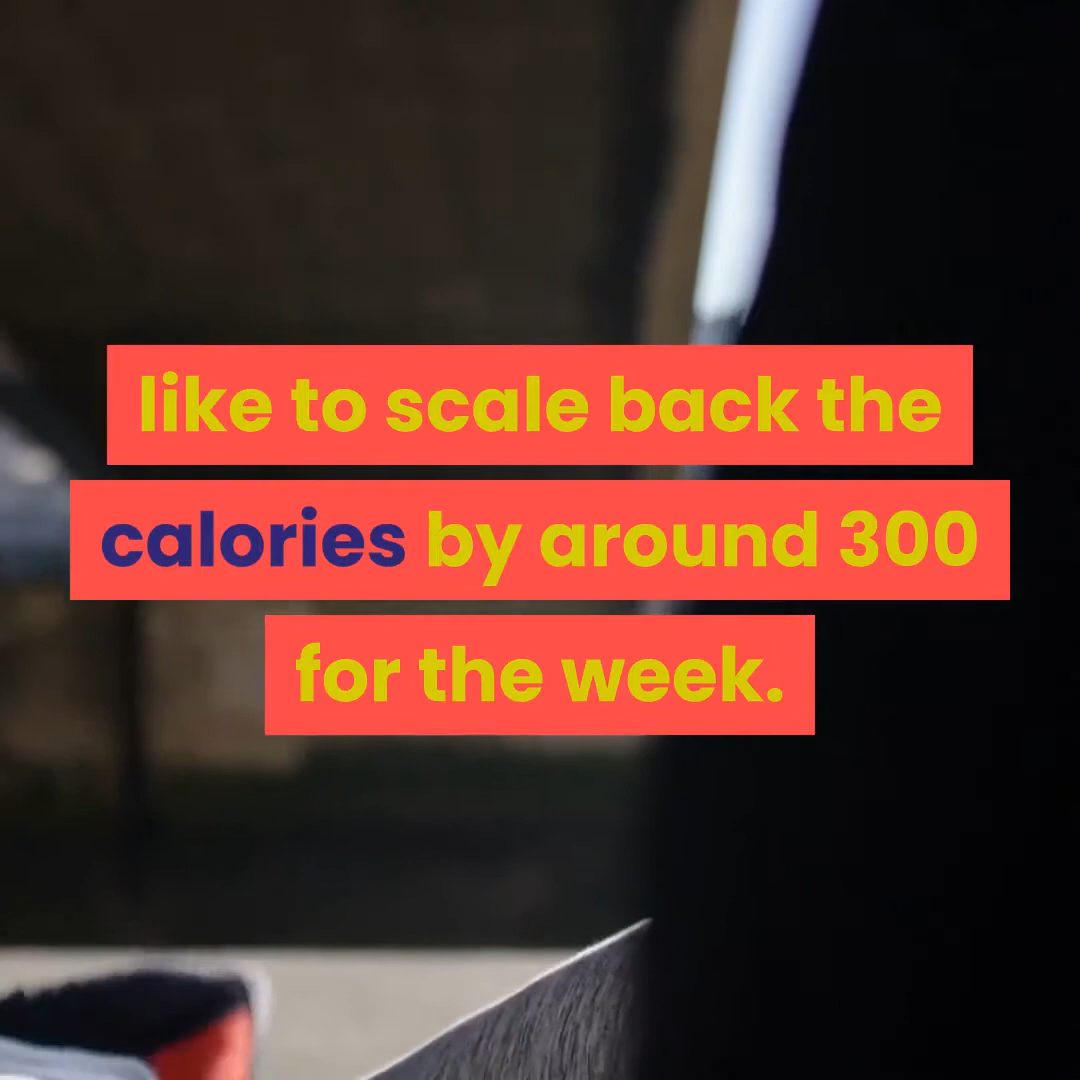 like to scale back the
calories by around 300
for the week.